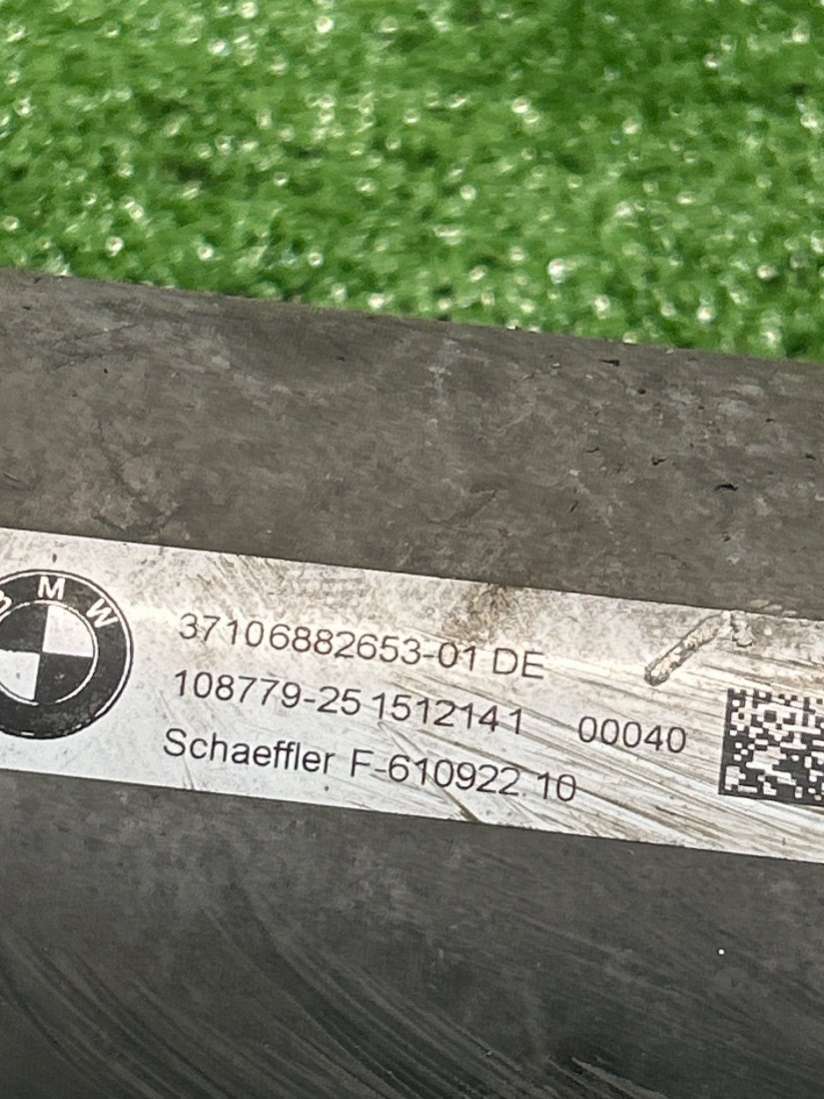 BMW
37106882653-01 DE
108779-25 1512141 00040
Schaeffler F-610922.10